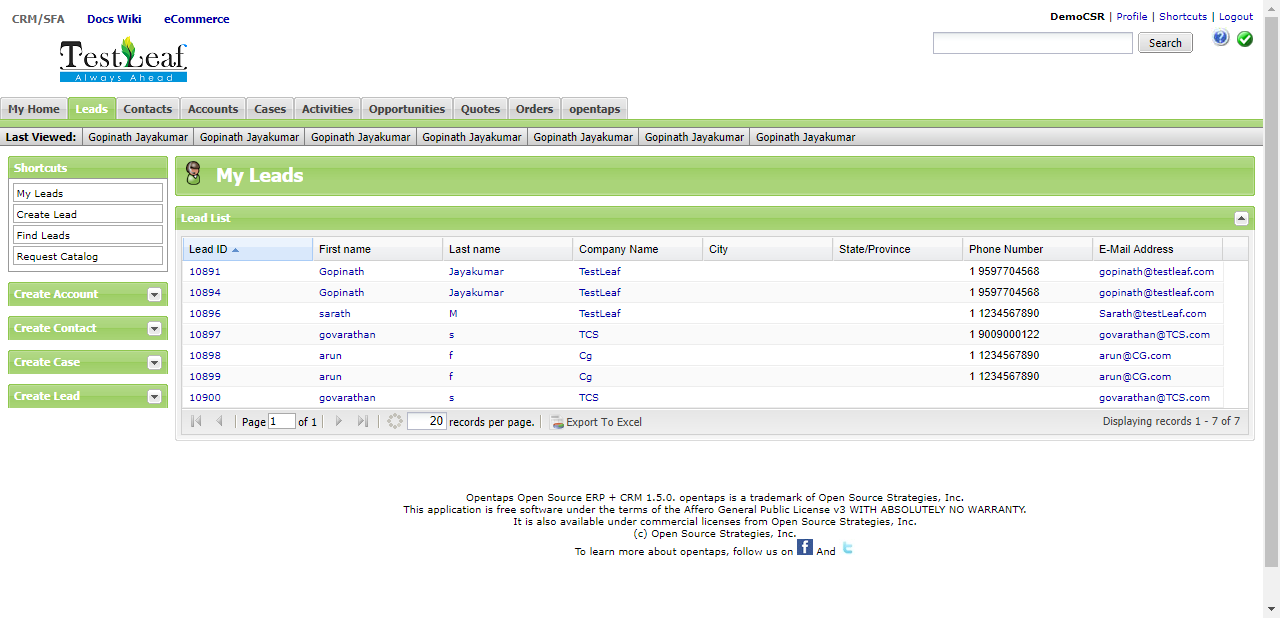 CRM/SFA Docs Wiki eCommerce
DemoCSR | Profile | Shortcuts | Logout
TestLeaf
Always Ahead
Search
My Home Leads Contacts Accounts Cases Activities Opportunities Quotes Orders opentaps
Last Viewed: Gopinath Jayakumar Gopinath Jayakumar Gopinath Jayakumar Gopinath Jayakumar Gopinath Jayakumar Gopinath Jayakumar Gopinath Jayakumar
Shortcuts
My Leads
Create Lead
Find Leads
Request Catalog
Create Account
Create Contact
Create Case
Create Lead
My Leads
Lead List
Lead ID First name Last name Company Name City State/Province Phone Number E-Mail Address
10891 Gopinath Jayakumar TestLeaf 1 9597704568 gopinath@testleaf.com
10894 Gopinath Jayakumar TestLeaf 1 9597704568 gopinath@testleaf.com
10896 sarath M TestLeaf 1 1234567890 Sarath@testLeaf.com
10897 govarathan s TCS 1 9009000122 govarathan@TCS.com
10898 arun f Cg 1 1234567890 arun@CG.com
10899 arun f Cg 1 1234567890 arun@CG.com
10900 govarathan s TCS govarathan@TCS.com
Page 1 of 1 20 records per page. Export To Excel Displaying records 1 - 7 of 7
Opentaps Open Source ERP + CRM 1.5.0. opentaps is a trademark of Open Source Strategies, Inc.
This application is free software under the terms of the Affero General Public License v3 WITH ABSOLUTELY NO WARRANTY.
It is also available under commercial licenses from Open Source Strategies, Inc.
(c) Open Source Strategies, Inc.
To learn more about opentaps, follow us on f And t